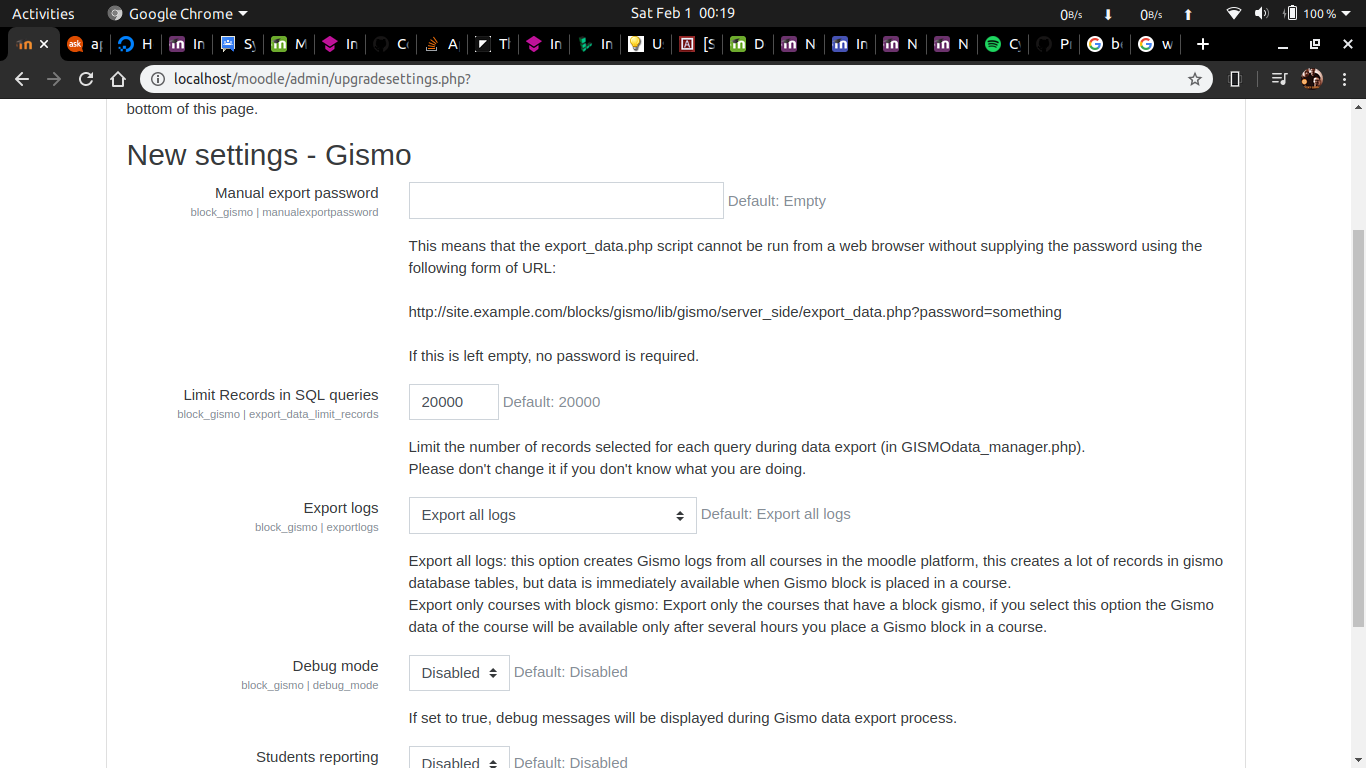 Activities Google Chrome Sat Feb 1 00:19 0B/s 0B/s 100 %
ap H In Sy M In Co A Th In In U [S D N In N N Cy Pr be w
localhost/moodle/admin/upgradesettings.php?
bottom of this page.
New settings - Gismo
Manual export password
block_gismo | manualexportpassword
Default: Empty
This means that the export_data.php script cannot be run from a web browser without supplying the password using the
following form of URL:
http://site.example.com/blocks/gismo/lib/gismo/server_side/export_data.php?password=something
If this is left empty, no password is required.
Limit Records in SQL queries
block_gismo | export_data_limit_records
20000 Default: 20000
Limit the number of records selected for each query during data export (in GISMOdata_manager.php).
Please don't change it if you don't know what you are doing.
Export logs
block_gismo | exportlogs
Export all logs Default: Export all logs
Export all logs: this option creates Gismo logs from all courses in the moodle platform, this creates a lot of records in gismo
database tables, but data is immediately available when Gismo block is placed in a course.
Export only courses with block gismo: Export only the courses that have a block gismo, if you select this option the Gismo
data of the course will be available only after several hours you place a Gismo block in a course.
Debug mode
block_gismo | debug_mode
Disabled Default: Disabled
If set to true, debug messages will be displayed during Gismo data export process.
Students reporting
Disabled Default: Disabled